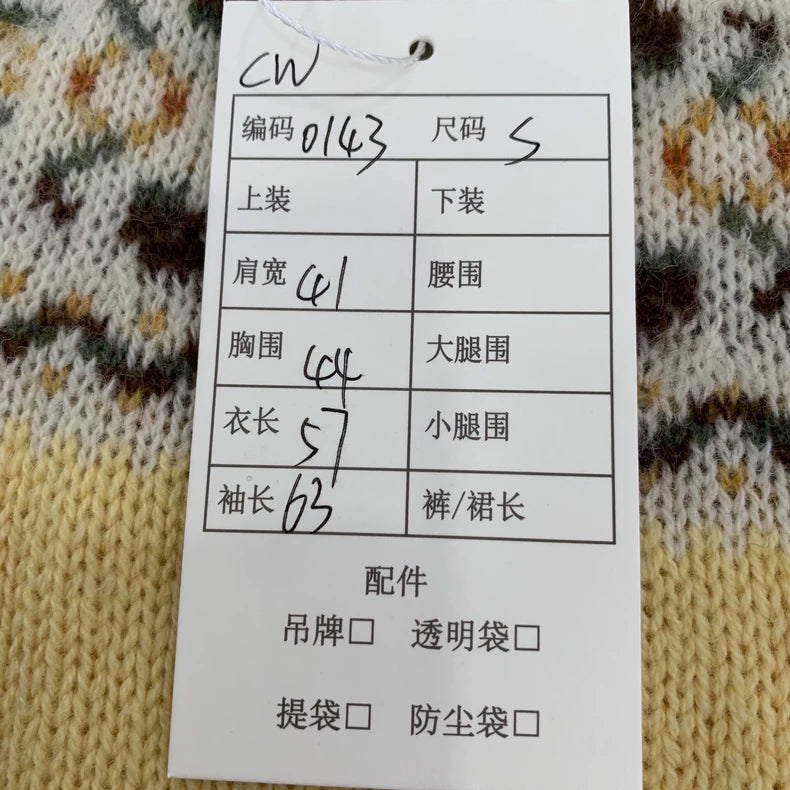 CW
编码 0143 尺码 S
上装 下装
肩宽 41 腰围
胸围 44 大腿围
衣长 57 小腿围
袖长 63 裤/裙长
配件
吊牌□ 透明袋□
提袋□ 防尘袋□